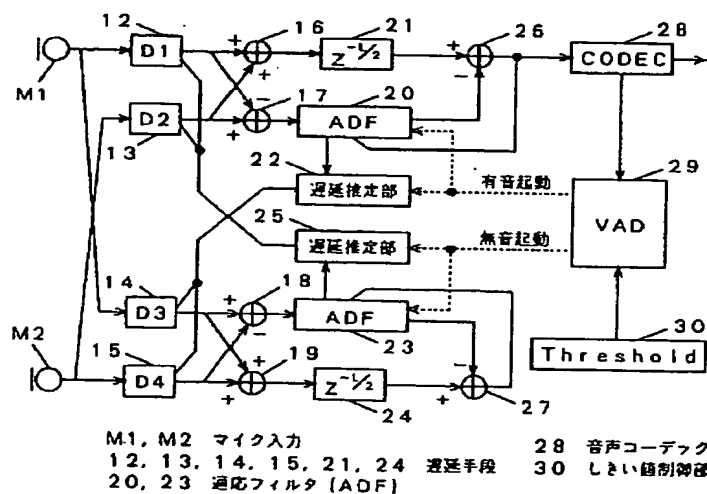 12
16
21
26
28
M1
D1
+
+
Z⁻ᴸ/²
+
−
CODEC
D2
−
+
17
20
ADF
13
22
遅延推定部
有音起動
29
25
遅延推定部
無音起動
VAD
14
18
D3
+
−
ADF
23
30
M2
15
19
Threshold
D4
+
+
Z⁻ᴸ/²
24
−
+
27
M1, M2 マイク入力
28 音声コーデック
12, 13, 14, 15, 21, 24 遅延手段
30 しきい値制御部
20, 23 適応フィルタ (ADF)